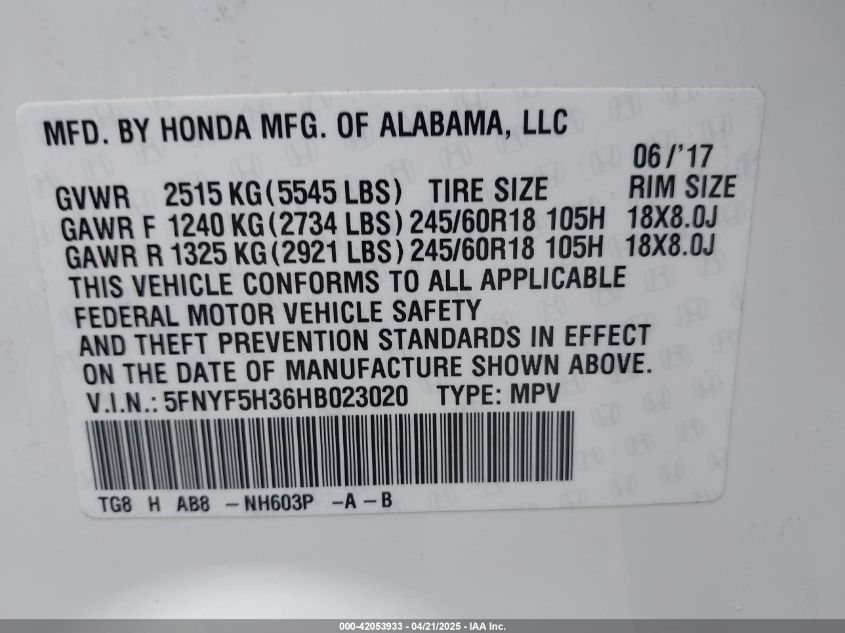 MFD. BY HONDA MFG. OF ALABAMA, LLC
06/'17
GVWR 2515 KG(5545 LBS) TIRE SIZE RIM SIZE
GAWR F 1240 KG(2734 LBS) 245/60R18 105H 18X8.0J
GAWR R 1325 KG(2921 LBS) 245/60R18 105H 18X8.0J
THIS VEHICLE CONFORMS TO ALL APPLICABLE
FEDERAL MOTOR VEHICLE SAFETY
AND THEFT PREVENTION STANDARDS IN EFFECT
ON THE DATE OF MANUFACTURE SHOWN ABOVE.
V.I.N.: 5FNYF5H36HB023020 TYPE: MPV
TG8 H AB8 -NH603P -A-B
000-42053933 - 04/21/2025 - IAA Inc.